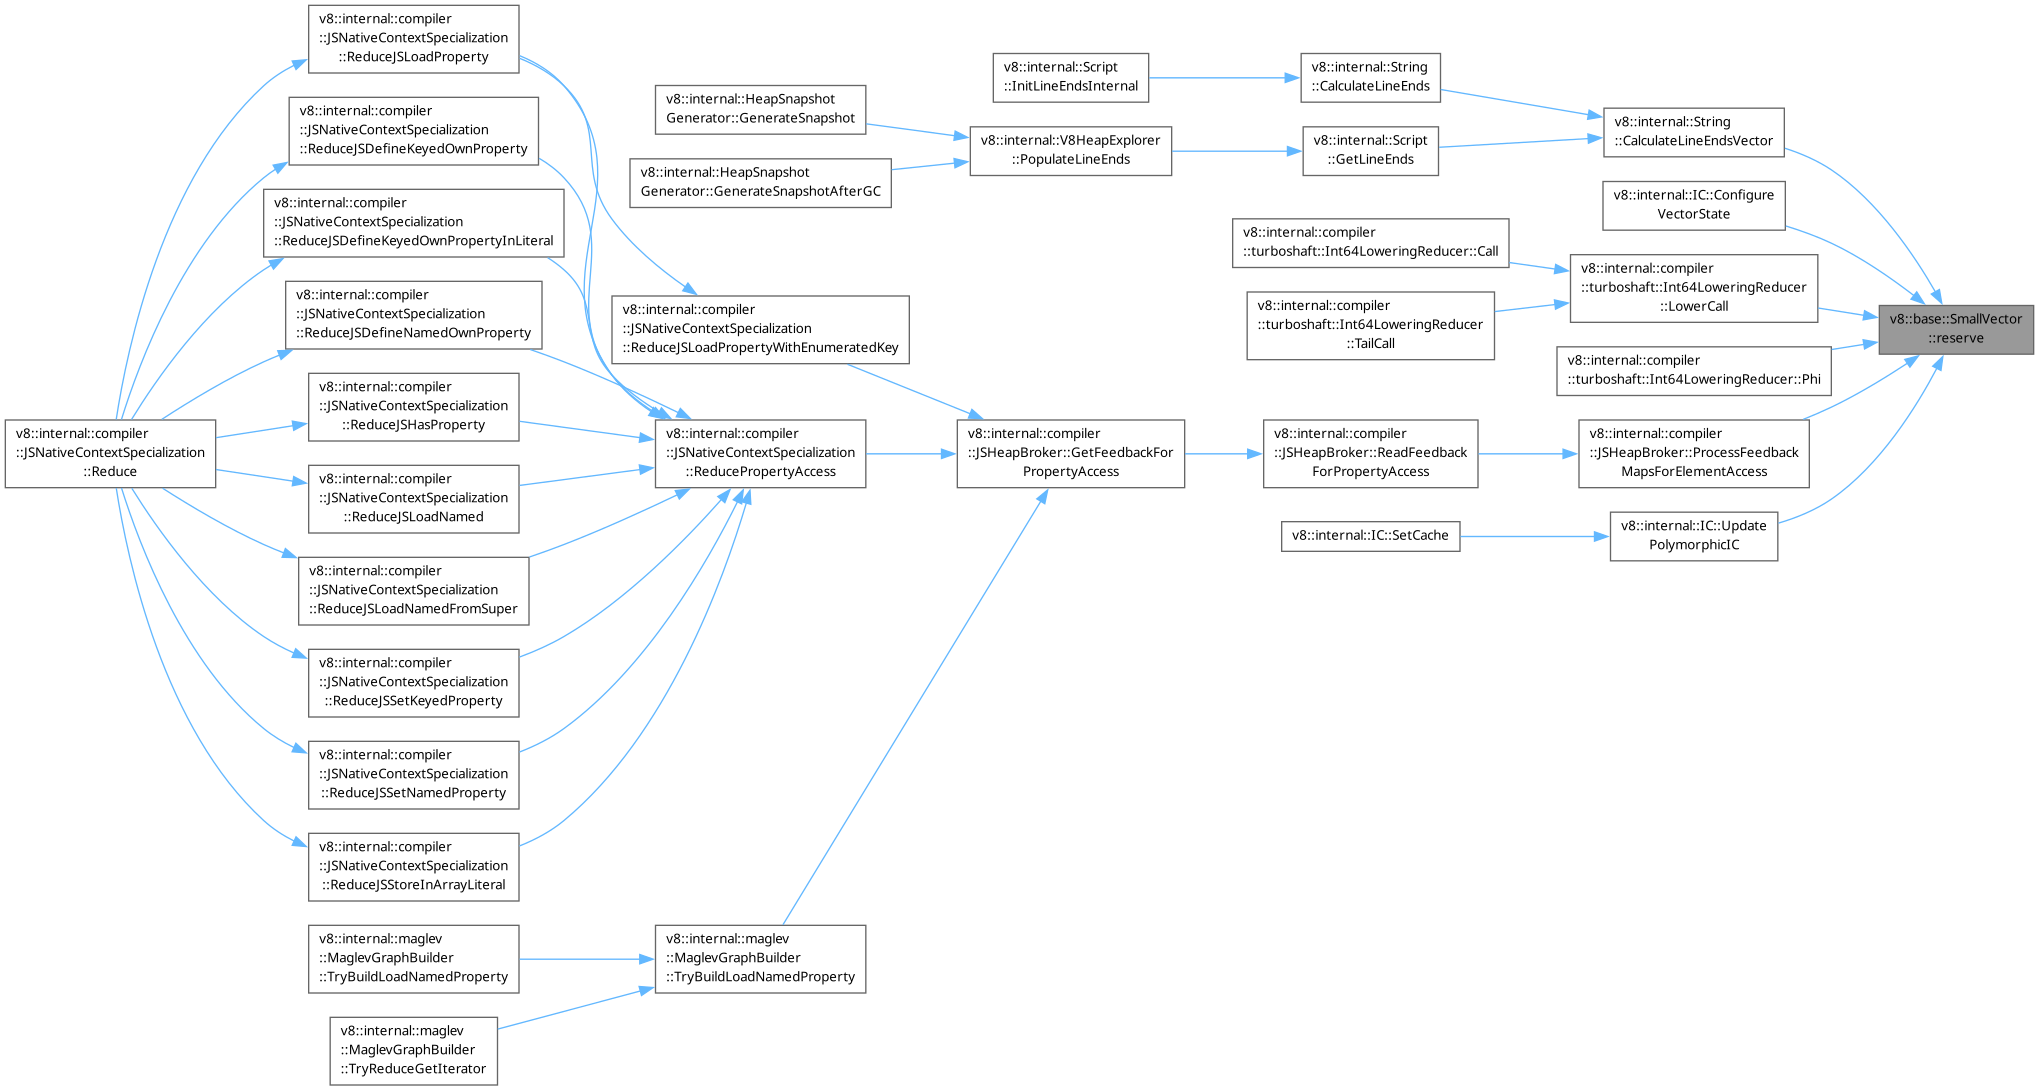 v8::internal::compiler
::JSNativeContextSpecialization
::ReduceJSLoadProperty
v8::internal::compiler
::JSNativeContextSpecialization
::ReduceJSDefineKeyedOwnProperty
v8::internal::compiler
::JSNativeContextSpecialization
::ReduceJSDefineKeyedOwnPropertyInLiteral
v8::internal::compiler
::JSNativeContextSpecialization
::ReduceJSDefineNamedOwnProperty
v8::internal::compiler
::JSNativeContextSpecialization
::ReduceJSHasProperty
v8::internal::compiler
::JSNativeContextSpecialization
::Reduce
v8::internal::compiler
::JSNativeContextSpecialization
::ReduceJSLoadNamed
v8::internal::compiler
::JSNativeContextSpecialization
::ReduceJSLoadNamedFromSuper
v8::internal::compiler
::JSNativeContextSpecialization
::ReduceJSSetKeyedProperty
v8::internal::compiler
::JSNativeContextSpecialization
::ReduceJSSetNamedProperty
v8::internal::compiler
::JSNativeContextSpecialization
::ReduceJSStoreInArrayLiteral
v8::internal::maglev
::MaglevGraphBuilder
::TryBuildLoadNamedProperty
v8::internal::maglev
::MaglevGraphBuilder
::TryReduceGetIterator
v8::internal::HeapSnapshot
Generator::GenerateSnapshot
v8::internal::HeapSnapshot
Generator::GenerateSnapshotAfterGC
v8::internal::compiler
::JSNativeContextSpecialization
::ReduceJSLoadPropertyWithEnumeratedKey
v8::internal::compiler
::JSNativeContextSpecialization
::ReducePropertyAccess
v8::internal::maglev
::MaglevGraphBuilder
::TryBuildLoadNamedProperty
v8::internal::Script
::InitLineEndsInternal
v8::internal::V8HeapExplorer
::PopulateLineEnds
v8::internal::compiler
::JSHeapBroker::GetFeedbackFor
PropertyAccess
v8::internal::String
::CalculateLineEnds
v8::internal::Script
::GetLineEnds
v8::internal::compiler
::turboshaft::Int64LoweringReducer::Call
v8::internal::compiler
::turboshaft::Int64LoweringReducer
::TailCall
v8::internal::compiler
::JSHeapBroker::ReadFeedback
ForPropertyAccess
v8::internal::IC::SetCache
v8::internal::String
::CalculateLineEndsVector
v8::internal::IC::Configure
VectorState
v8::internal::compiler
::turboshaft::Int64LoweringReducer
::LowerCall
v8::internal::compiler
::turboshaft::Int64LoweringReducer::Phi
v8::internal::compiler
::JSHeapBroker::ProcessFeedback
MapsForElementAccess
v8::internal::IC::Update
PolymorphicIC
v8::base::SmallVector
::reserve